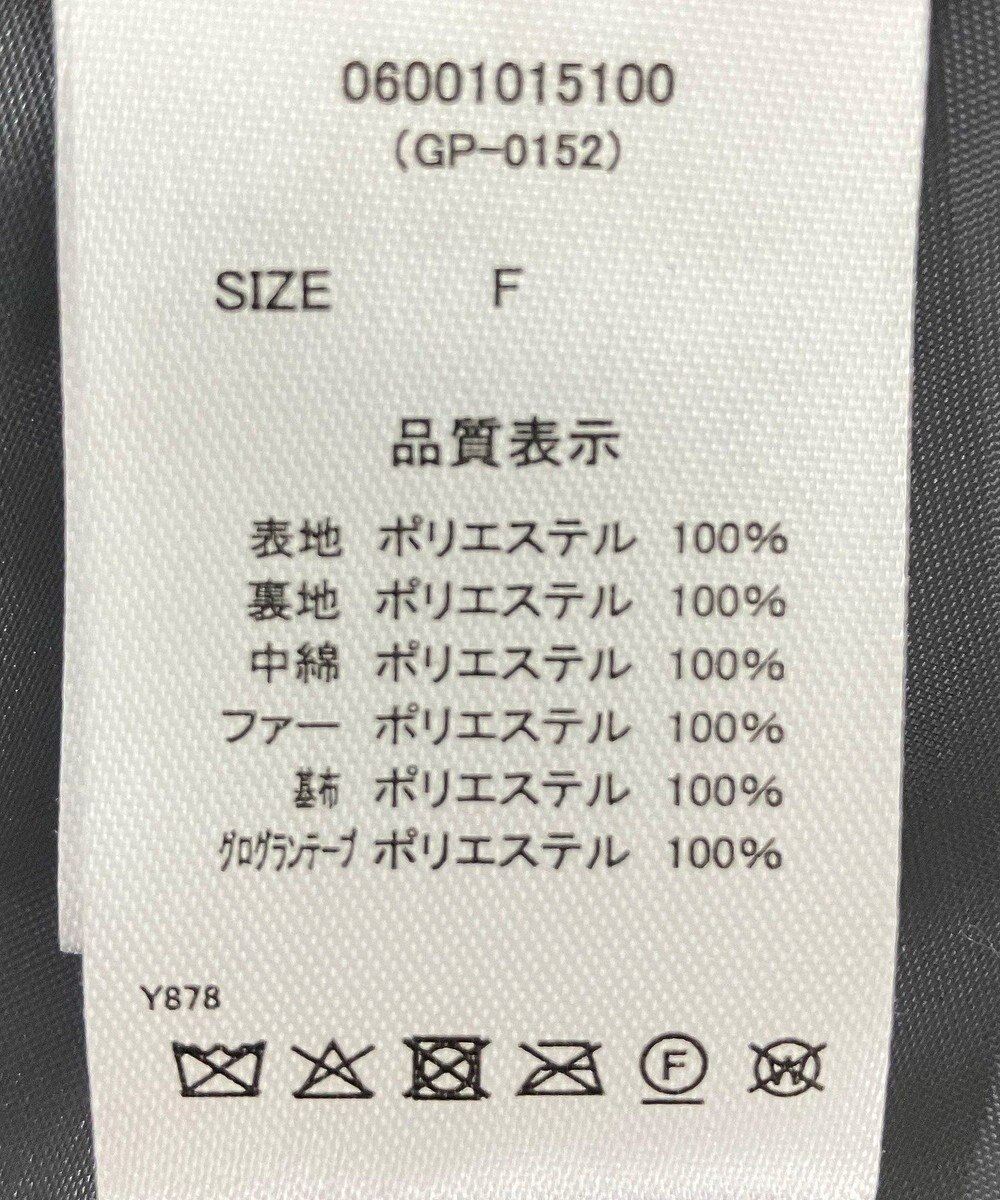 06001015100
(GP-0152)
SIZE F
品質表示
表地 ポリエステル 100%
裏地 ポリエステル 100%
中綿 ポリエステル 100%
ファー ポリエステル 100%
基布 ポリエステル 100%
グログランテープ ポリエステル 100%
Y878
F
W